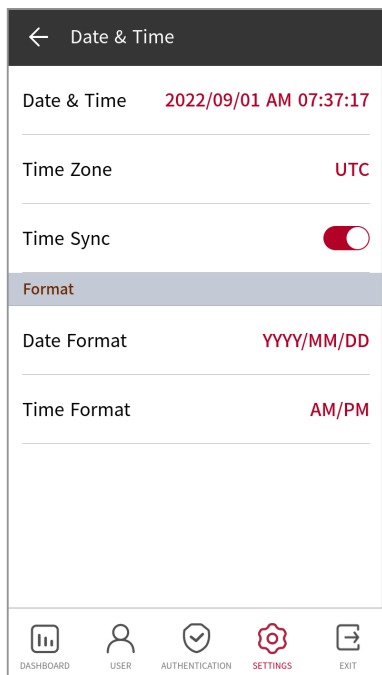 Date & Time
Date & Time 2022/09/01 AM 07:37:17
Time Zone UTC
Time Sync
Format
Date Format YYYY/MM/DD
Time Format AM/PM
DASHBOARD USER AUTHENTICATION SETTINGS EXIT